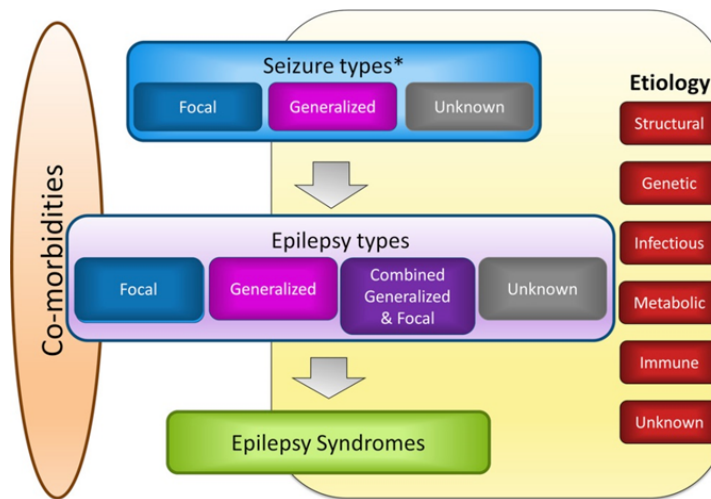 Seizure types*
Focal
Generalized
Unknown
Etiology
Structural
Genetic
Infectious
Metabolic
Immune
Unknown
Co-morbidities
Epilepsy types
Focal
Generalized
Combined
Generalized
& Focal
Unknown
Epilepsy Syndromes